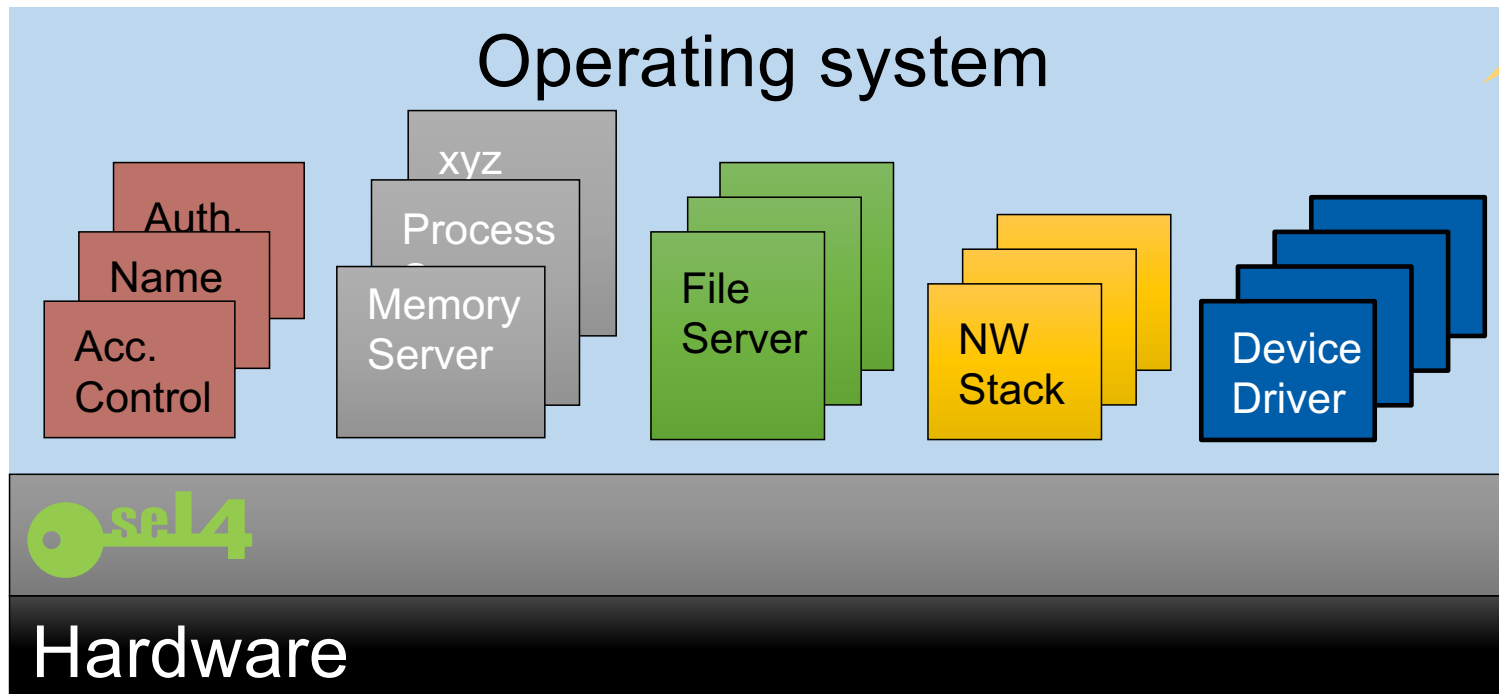 Operating system
xyz
Auth.
Process
Name
Memory
Server
File
Server
Acc.
Control
NW
Stack
Device
Driver
seL4
Hardware